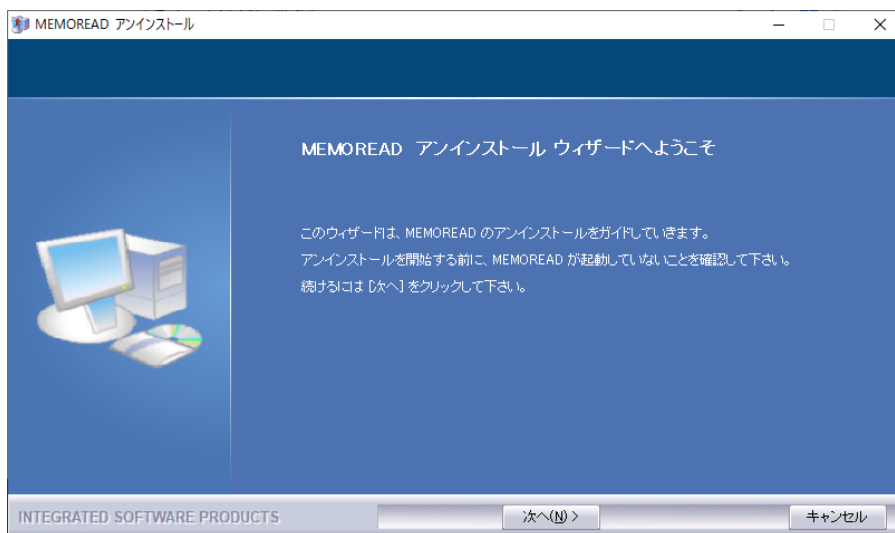 MEMOREAD アンインストール
MEMOREAD アンインストール ウィザードへようこそ
このウィザードは、MEMOREAD のアンインストールをガイドしていきます。
アンインストールを開始する前に、MEMOREAD が起動していないことを確認して下さい。
続けるには [次へ] をクリックして下さい。
INTEGRATED SOFTWARE PRODUCTS
次へ(N) >
キャンセル